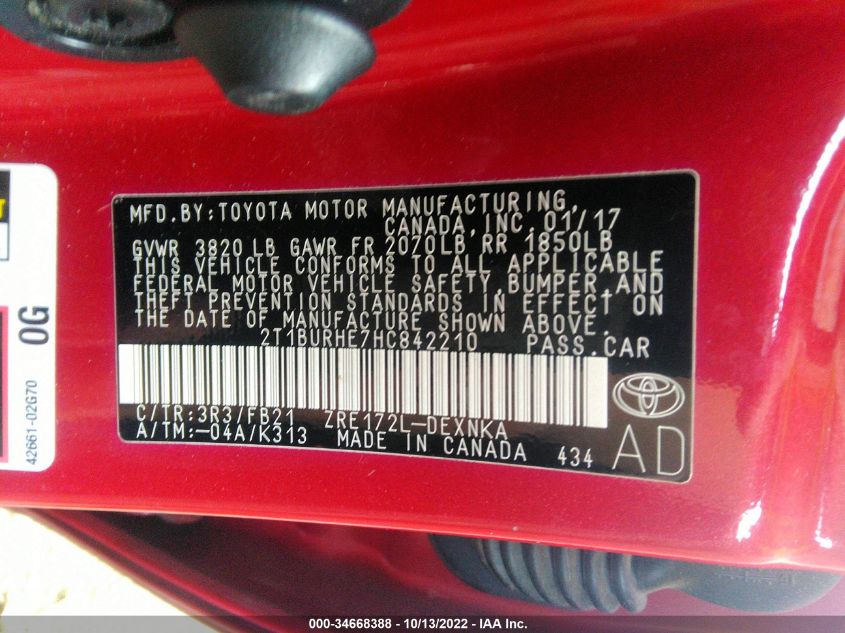 MFD.BY:TOYOTA MOTOR MANUFACTURING,
CANADA,INC. 01/17
GVWR 3820 LB GAWR FR 2070LB RR 1850LB
THIS VEHICLE CONFORMS TO ALL APPLICABLE
FEDERAL MOTOR VEHICLE SAFETY,BUMPER,AND
THEFT PREVENTION STANDARDS IN EFFECT ON
THE DATE OF MANUFACTURE SHOWN ABOVE.
2T1BURHE7HC842210 PASS.CAR
C/TR:3R3/FB21 ZRE172L-DEXNKA
A/TM:-04A/K313 MADE IN CANADA 434
AD
0G
42661-02G70
000-34668388 - 10/13/2022 - IAA Inc.